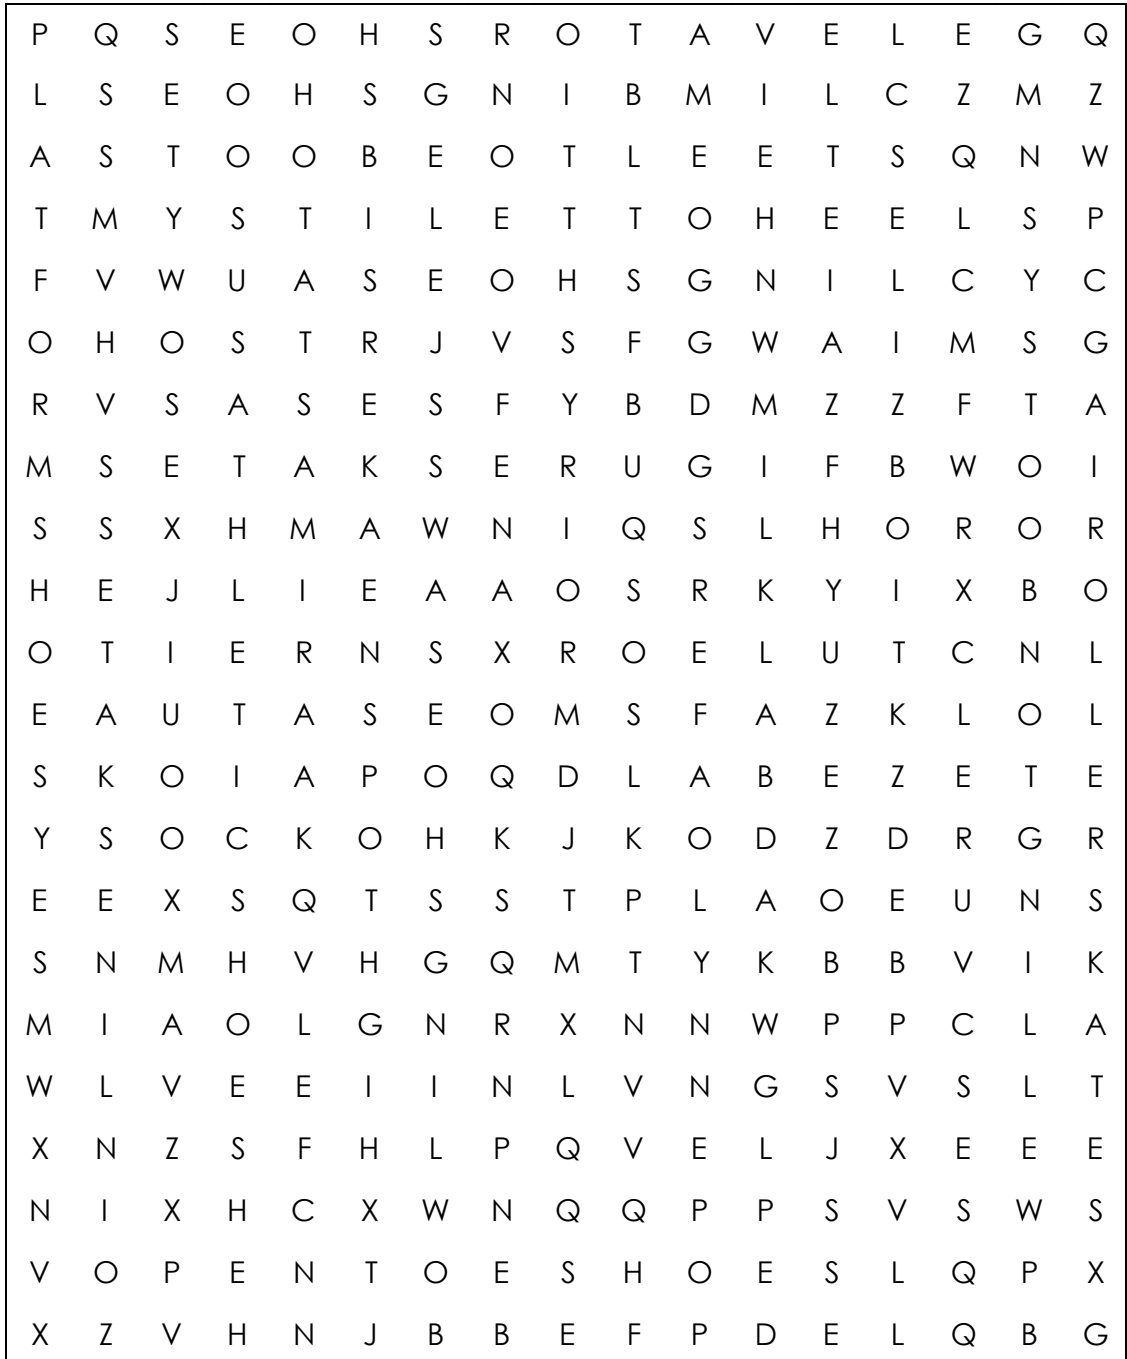 P Q S E O H S R O T A V E L E G Q
L S E O H S G N I B M I L C Z M Z
A S T O O B E O T L E E T S Q N W
T M Y S T I L E T T O H E E L S P
F V W U A S E O H S G N I L C Y C
O H O S T R J V S F G W A I M S G
R V S A S E S F Y B D M Z Z F T A
M S E T A K S E R U G I F B W O I
S S X H M A W N I Q S L H O R O R
H E J L I E A A O S R K Y I X B O
O T I E R N S X R O E L U T C N L
E A U T A S E O M S F A Z K L O L
S K O I A P O Q D L A B E Z E T E
Y S O C K O H K J K O D Z D R G R
E E X S Q T S S T P L A O E U N S
S N M H V H G Q M T Y K B B V I K
M I A O L G N R X N N W P P C L A
W L V E E I I N L V N G S V S L T
X N Z S F H L P Q V E L J X E E E
N I X H C X W N Q Q P P S V S W S
V O P E N T O E S H O E S L Q P X
X Z V H N J B B E F P D E L Q B G